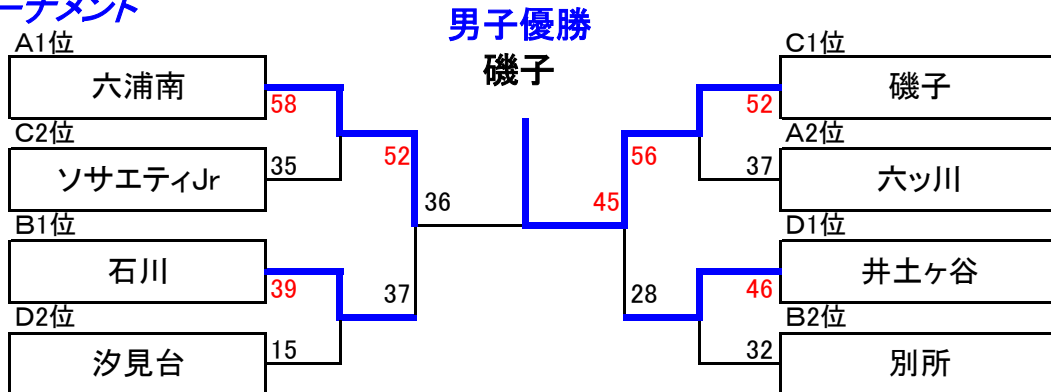 ーナメント
男子優勝
磯子
A1位
六浦南
58
C2位
ソサエティJr
35
52
B1位
石川
39
D2位
汐見台
15
37
36
45
C1位
磯子
52
A2位
六ッ川
37
56
D1位
井土ヶ谷
46
B2位
別所
32
28